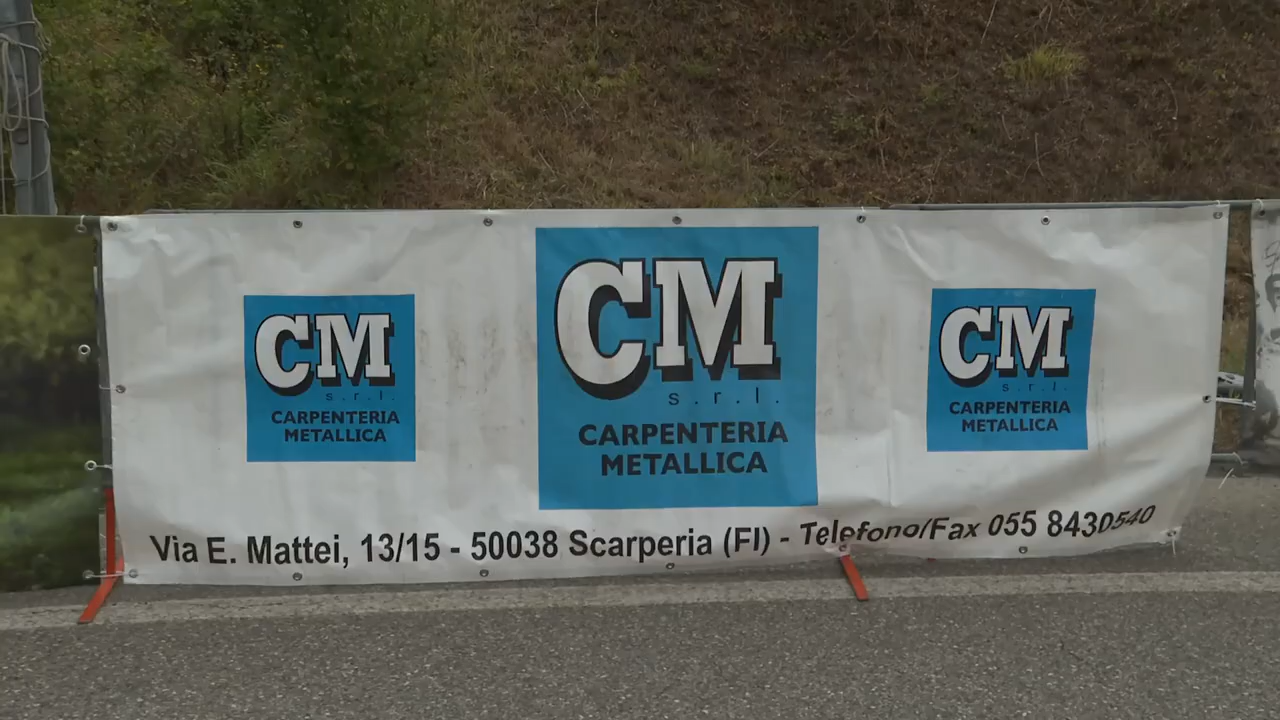 CM
s.r.l.
CARPENTERIA
METALLICA
CM
s.r.l.
CARPENTERIA
METALLICA
CM
s.r.l.
CARPENTERIA
METALLICA
Via E. Mattei, 13/15 - 50038 Scarperia (FI) - Telefono/Fax 055 8430540